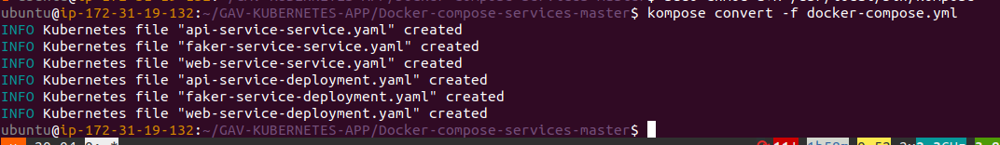 ubuntu@ip-172-31-19-132:~/GAV-KUBERNETES-APP/Docker-compose-services-master$ kompose convert -f docker-compose.yml
INFO Kubernetes file "api-service-service.yaml" created
INFO Kubernetes file "faker-service-service.yaml" created
INFO Kubernetes file "web-service-service.yaml" created
INFO Kubernetes file "api-service-deployment.yaml" created
INFO Kubernetes file "faker-service-deployment.yaml" created
INFO Kubernetes file "web-service-deployment.yaml" created
ubuntu@ip-172-31-19-132:~/GAV-KUBERNETES-APP/Docker-compose-services-master$